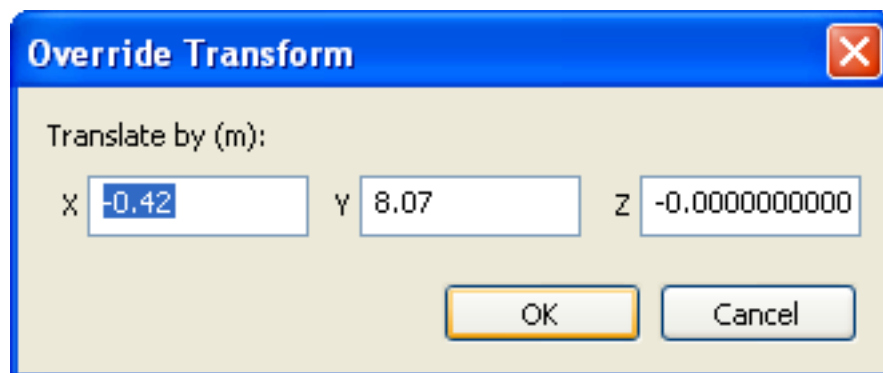 Override Transform
Translate by (m):
X -0.42 Y 8.07 Z -0.0000000000
OK Cancel